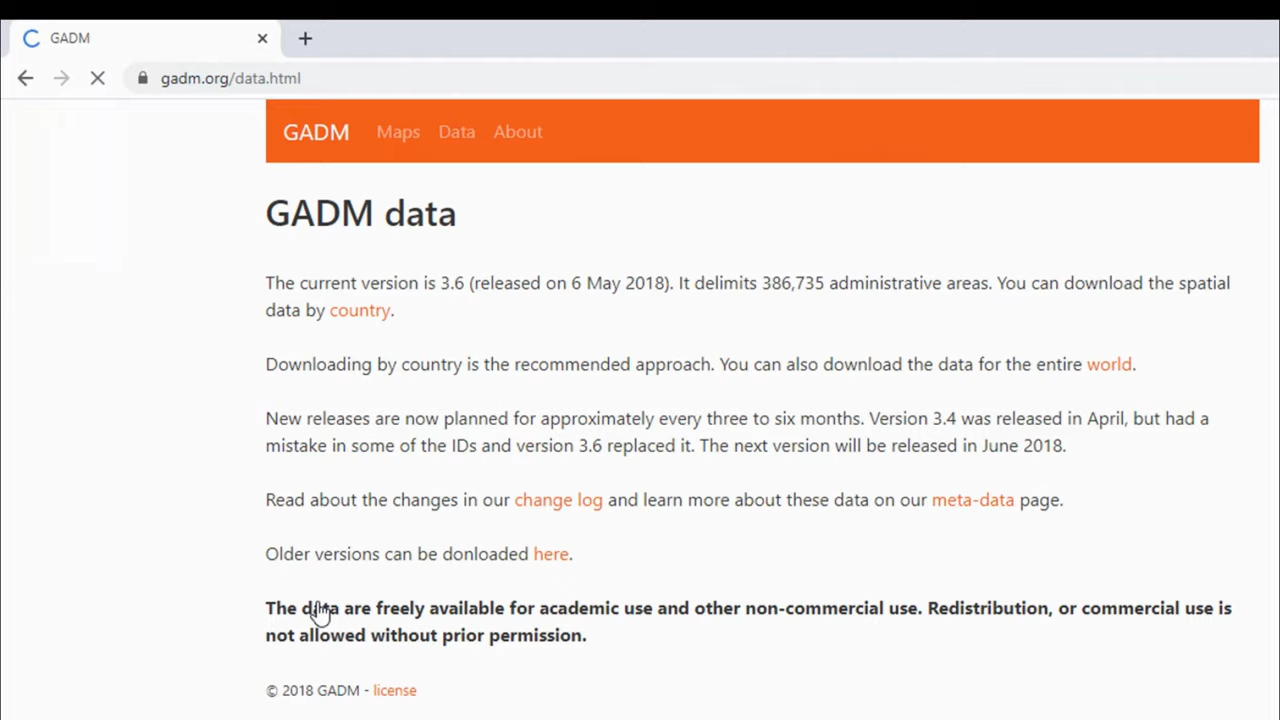 GADM
gadm.org/data.html
GADM Maps Data About
GADM data
The current version is 3.6 (released on 6 May 2018). It delimits 386,735 administrative areas. You can download the spatial
data by country.
Downloading by country is the recommended approach. You can also download the data for the entire world.
New releases are now planned for approximately every three to six months. Version 3.4 was released in April, but had a
mistake in some of the IDs and version 3.6 replaced it. The next version will be released in June 2018.
Read about the changes in our change log and learn more about these data on our meta-data page.
Older versions can be donloaded here.
The data are freely available for academic use and other non-commercial use. Redistribution, or commercial use is
not allowed without prior permission.
© 2018 GADM - license